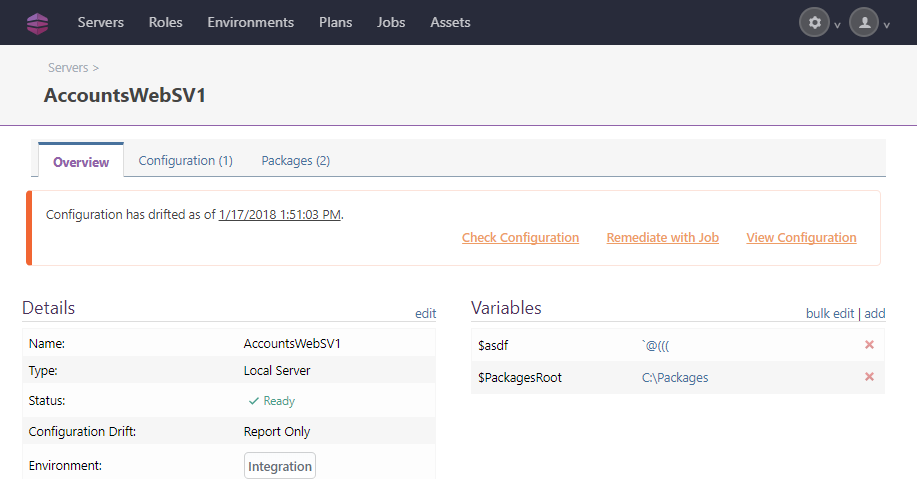 Servers Roles Environments Plans Jobs Assets
Servers >
AccountsWebSV1
Overview Configuration (1) Packages (2)
Configuration has drifted as of 1/17/2018 1:51:03 PM.
Check Configuration Remediate with Job View Configuration
Details edit
Name: AccountsWebSV1
Type: Local Server
Status: Ready
Configuration Drift: Report Only
Environment: Integration
Variables bulk edit | add
$asdf `@(((
$PackagesRoot C:\Packages